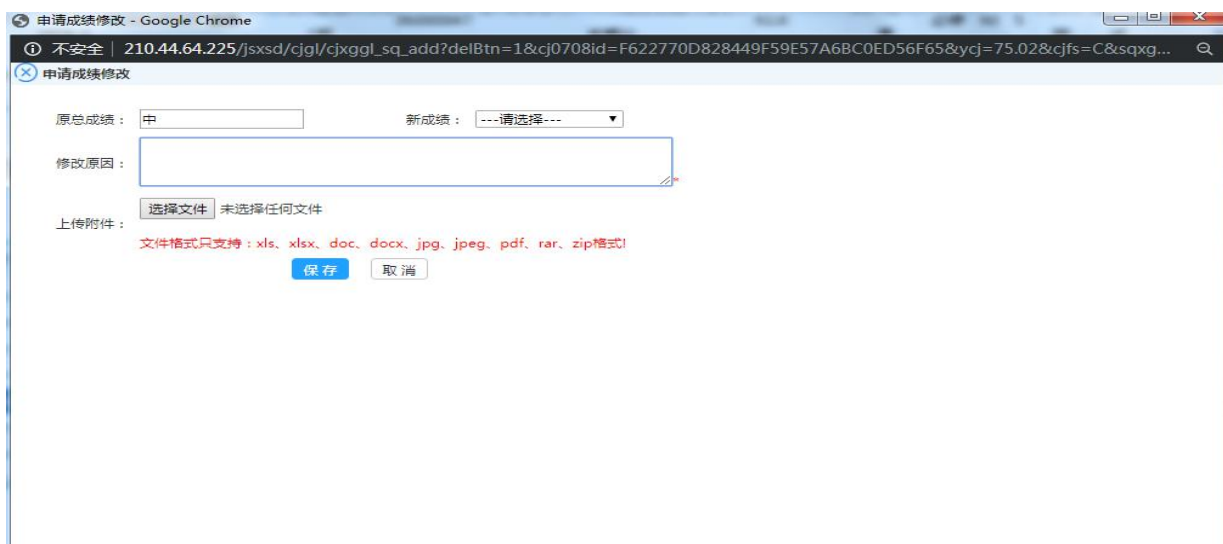 申请成绩修改 - Google Chrome
不安全 | 210.44.64.225/jsxsd/cjgl/cjxggl_sq_add?delBtn=1&cj0708id=F622770D828449F59E57A6BC0ED56F65&ycj=75.02&cjfs=C&sqxg...
申请成绩修改
原总成绩： 中 新成绩： ---请选择---
修改原因： *
选择文件 未选择任何文件
上传附件：
文件格式只支持：xls、xlsx、doc、docx、jpg、jpeg、pdf、rar、zip格式!
保存 取消